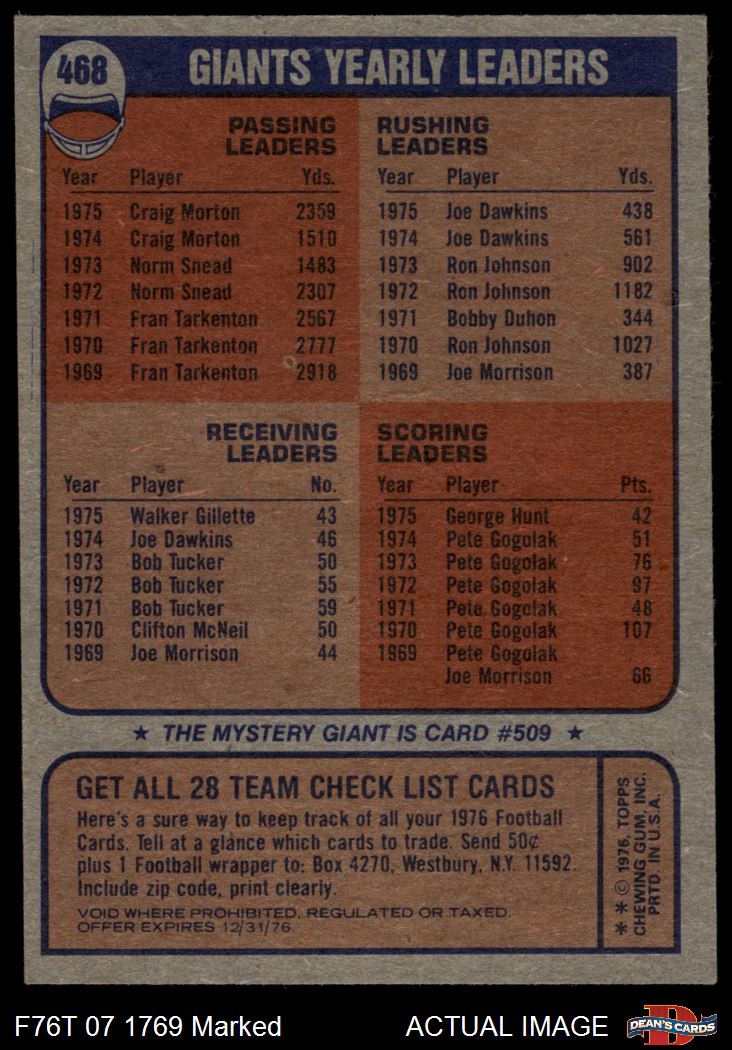 468
GIANTS YEARLY LEADERS
PASSING
LEADERS
Year Player Yds.
1975 Craig Morton 2359
1974 Craig Morton 1510
1973 Norm Snead 1483
1972 Norm Snead 2307
1971 Fran Tarkenton 2567
1970 Fran Tarkenton 2777
1969 Fran Tarkenton 2918
RUSHING
LEADERS
Year Player Yds.
1975 Joe Dawkins 438
1974 Joe Dawkins 561
1973 Ron Johnson 902
1972 Ron Johnson 1182
1971 Bobby Duhon 344
1970 Ron Johnson 1027
1969 Joe Morrison 387
RECEIVING
LEADERS
Year Player No.
1975 Walker Gillette 43
1974 Joe Dawkins 46
1973 Bob Tucker 50
1972 Bob Tucker 55
1971 Bob Tucker 59
1970 Clifton McNeil 50
1969 Joe Morrison 44
SCORING
LEADERS
Year Player Pts.
1975 George Hunt 42
1974 Pete Gogolak 51
1973 Pete Gogolak 76
1972 Pete Gogolak 97
1971 Pete Gogolak 48
1970 Pete Gogolak 107
1969 Pete Gogolak
Joe Morrison 66
★ THE MYSTERY GIANT IS CARD #509 ★
GET ALL 28 TEAM CHECK LIST CARDS
Here's a sure way to keep track of all your 1976 Football
Cards. Tell at a glance which cards to trade. Send 50¢
plus 1 Football wrapper to: Box 4270, Westbury, N.Y. 11592.
Include zip code, print clearly.
VOID WHERE PROHIBITED, REGULATED OR TAXED.
OFFER EXPIRES 12/31/76.
* * © 1976, TOPPS
CHEWING GUM, INC.
PRTD. IN U.S.A.
F76T 07 1769 Marked
ACTUAL IMAGE
D
DEAN'S CARDS